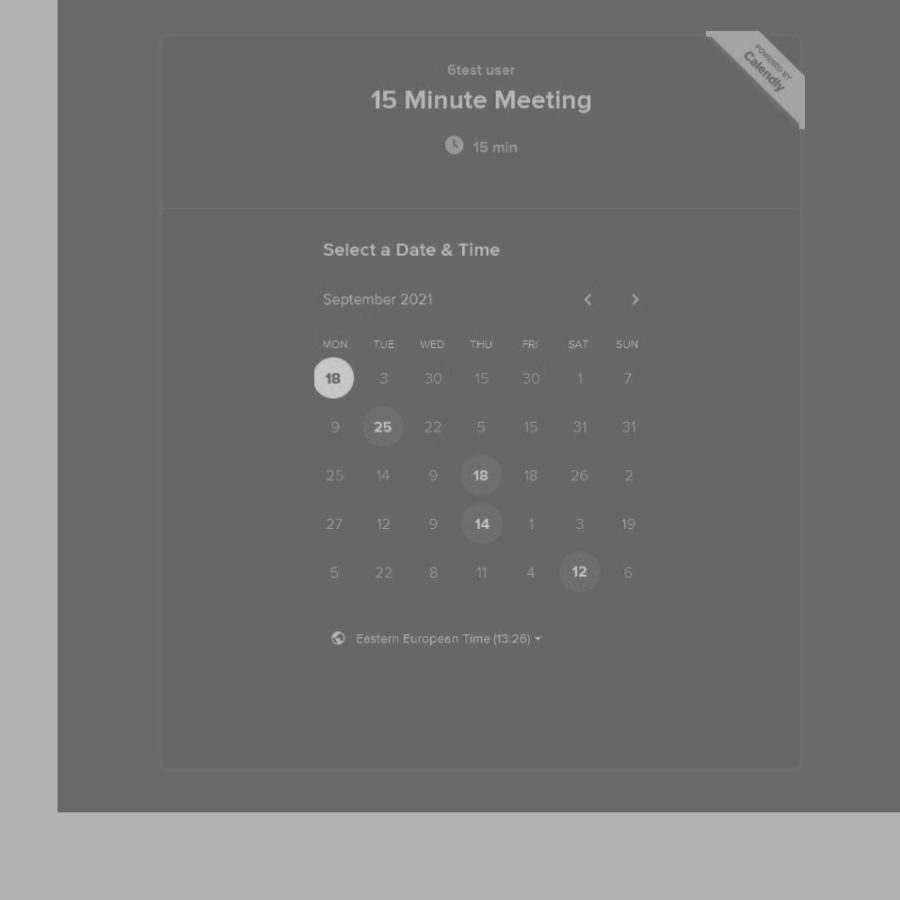 POWERED BY
Calendly
6test user
15 Minute Meeting
15 min
Select a Date & Time
September 2021
MON TUE WED THU FRI SAT SUN
18 3 30 15 30 1 7
9 25 22 5 15 31 31
25 14 9 18 18 26 2
27 12 9 14 1 3 19
5 22 8 11 4 12 6
Eastern European Time (13:26)